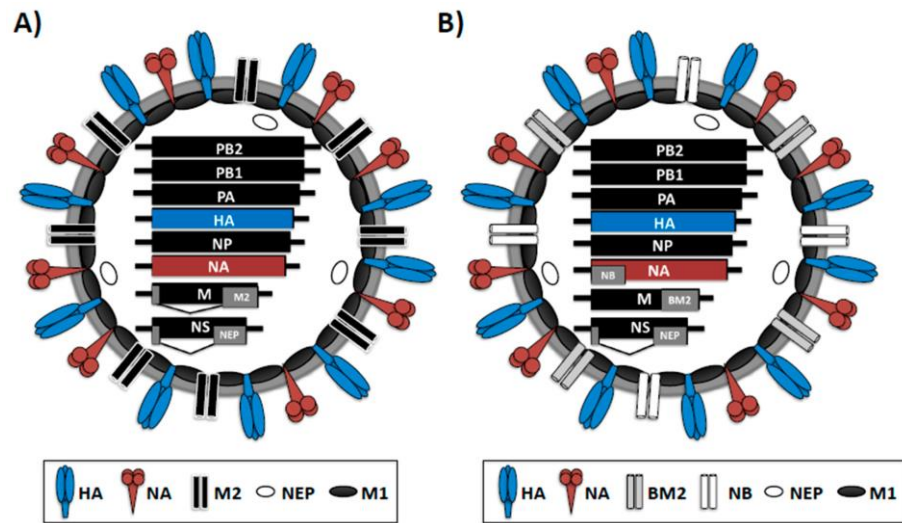 A)
PB2
PB1
PA
HA
NP
NA
M M2
NS NEP
HA NA M2 NEP M1
B)
PB2
PB1
PA
HA
NP
NB NA
M BM2
NS NEP
HA NA BM2 NB NEP M1